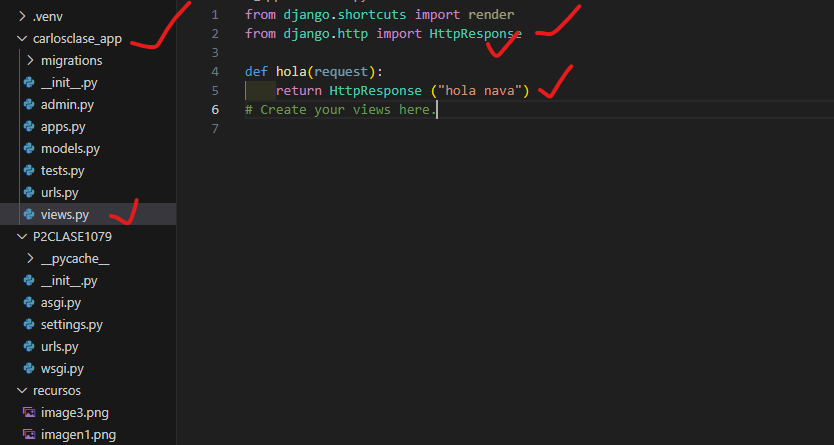 .venv
carlosclase_app
migrations
__init__.py
admin.py
apps.py
models.py
tests.py
urls.py
views.py
P2CLASE1079
__pycache__
__init__.py
asgi.py
settings.py
urls.py
wsgi.py
recursos
image3.png
imagen1.png
1 from django.shortcuts import render
2 from django.http import HttpResponse
3
4 def hola(request):
5 return HttpResponse ("hola nava")
6 # Create your views here.
7